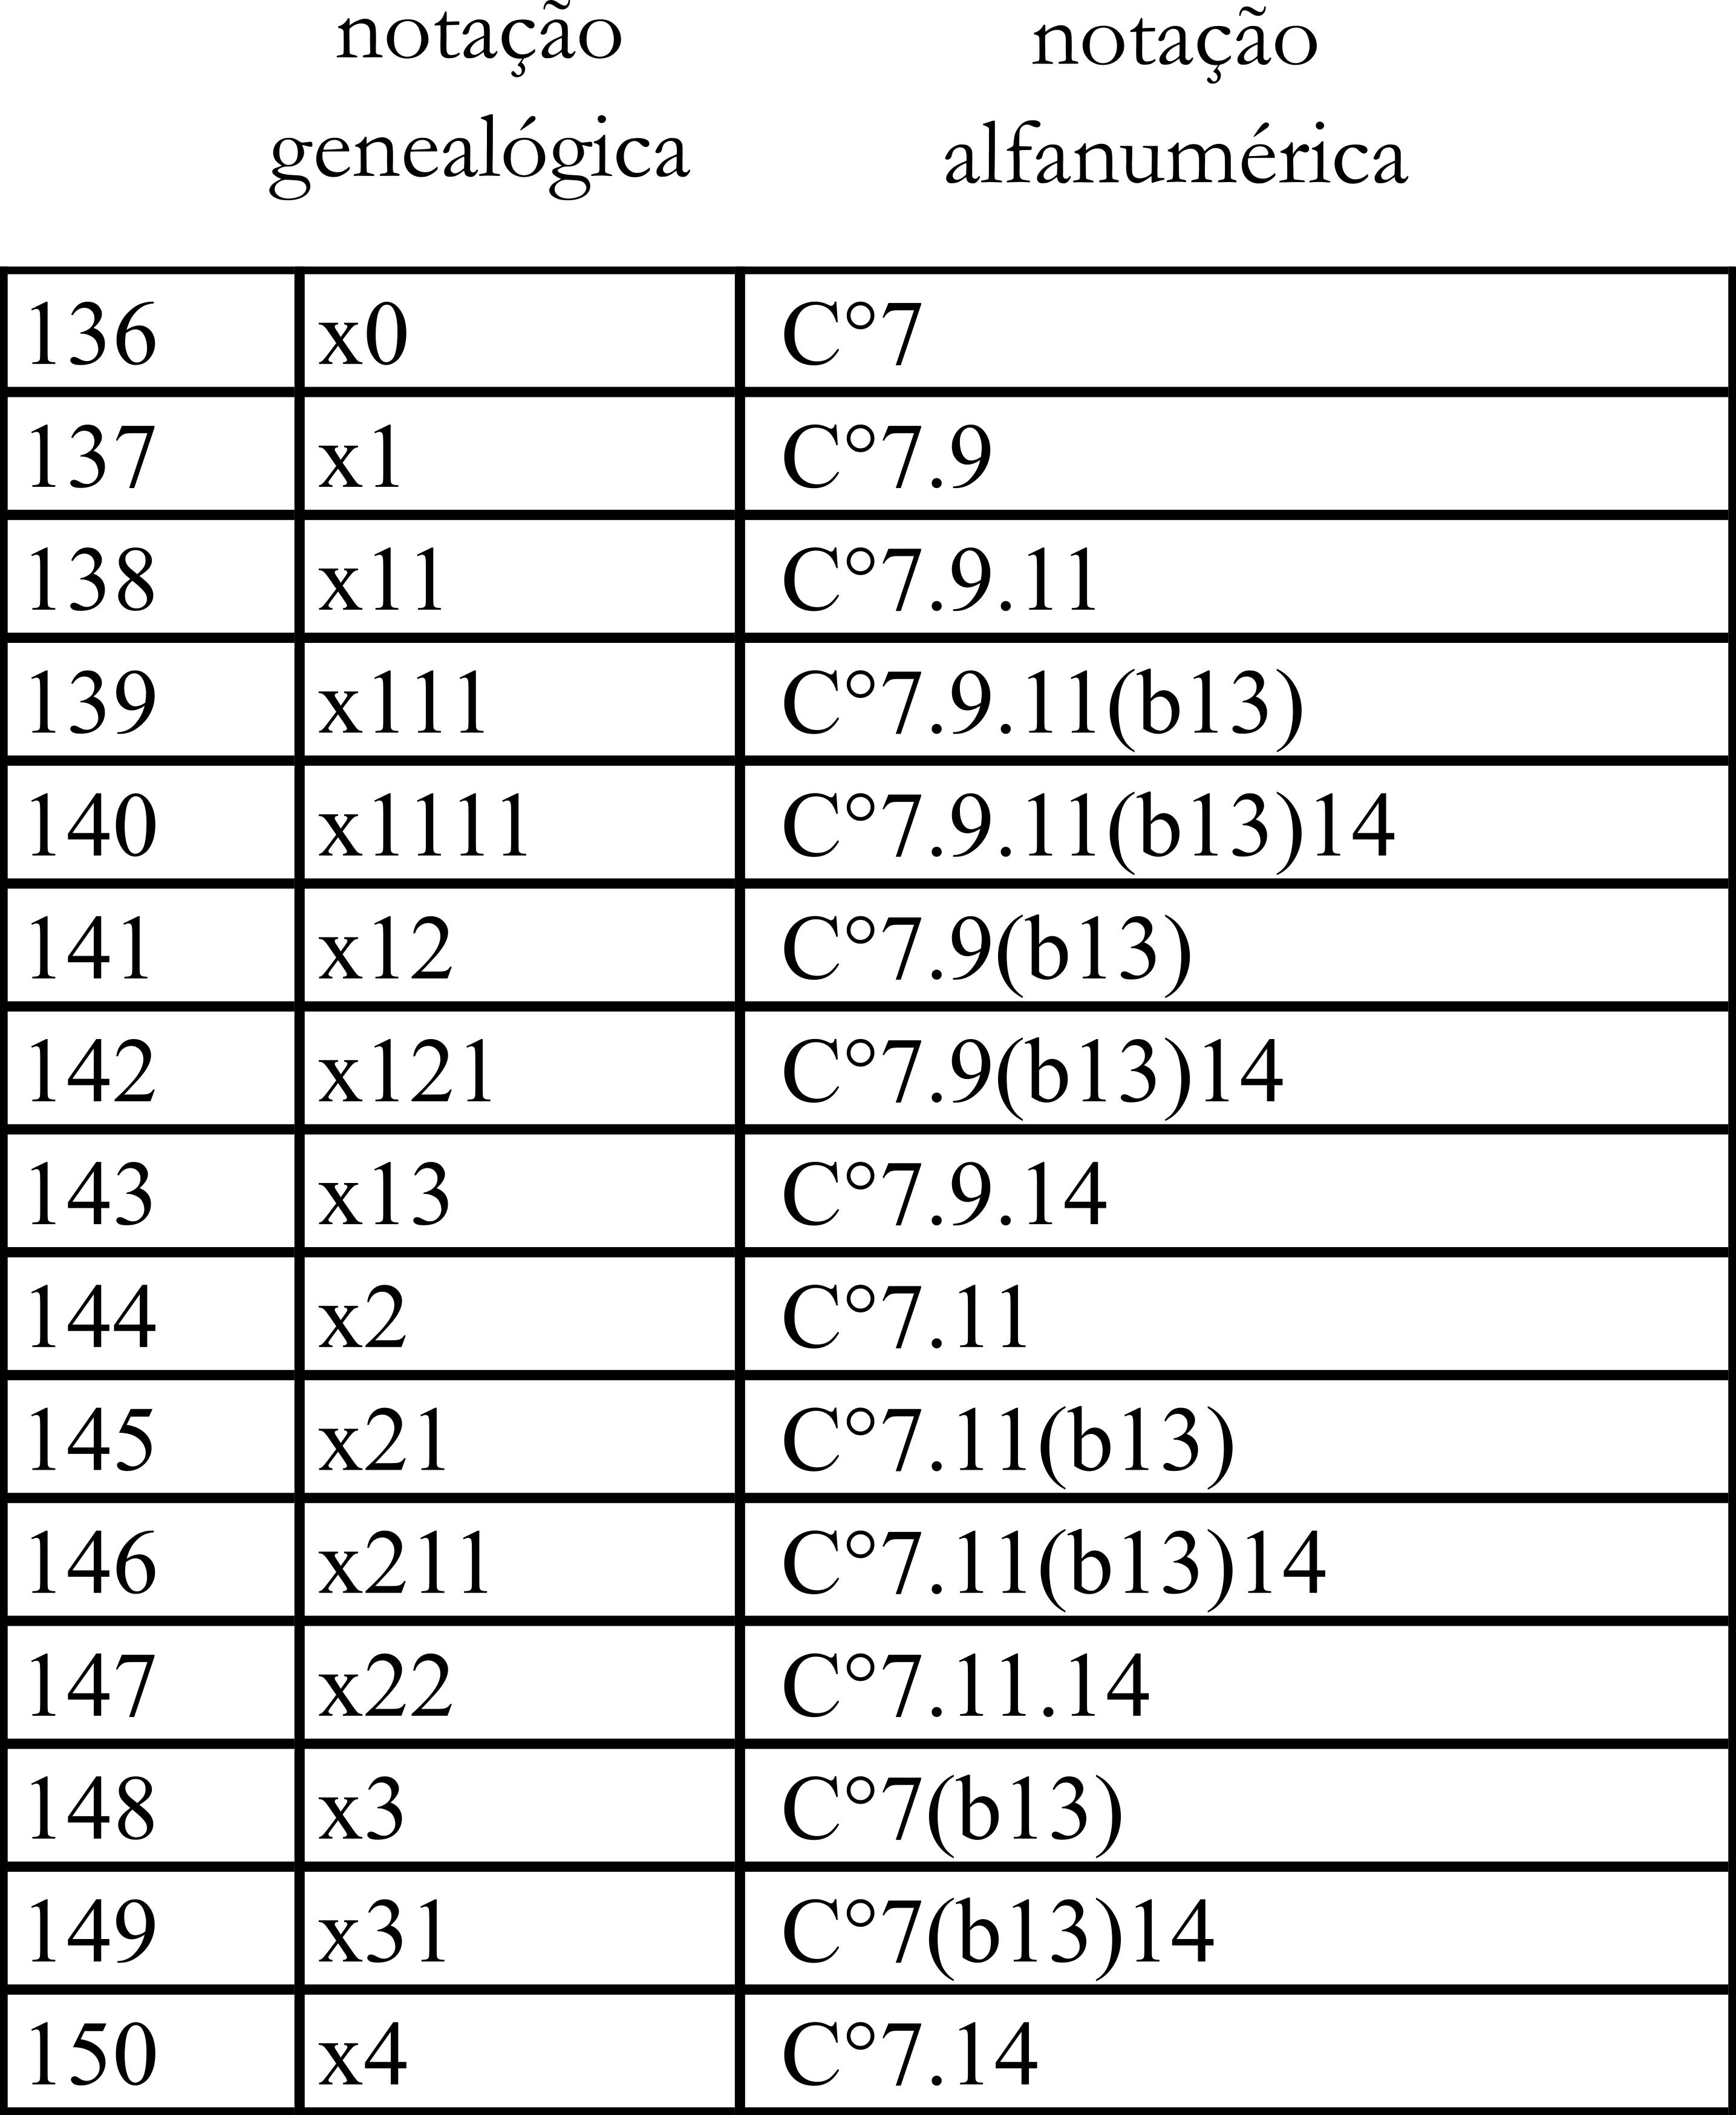 notação notação
genealógica alfanumérica
136 x0 C°7
137 x1 C°7.9
138 x11 C°7.9.11
139 x111 C°7.9.11(b13)
140 x1111 C°7.9.11(b13)14
141 x12 C°7.9(b13)
142 x121 C°7.9(b13)14
143 x13 C°7.9.14
144 x2 C°7.11
145 x21 C°7.11(b13)
146 x211 C°7.11(b13)14
147 x22 C°7.11.14
148 x3 C°7(b13)
149 x31 C°7(b13)14
150 x4 C°7.14